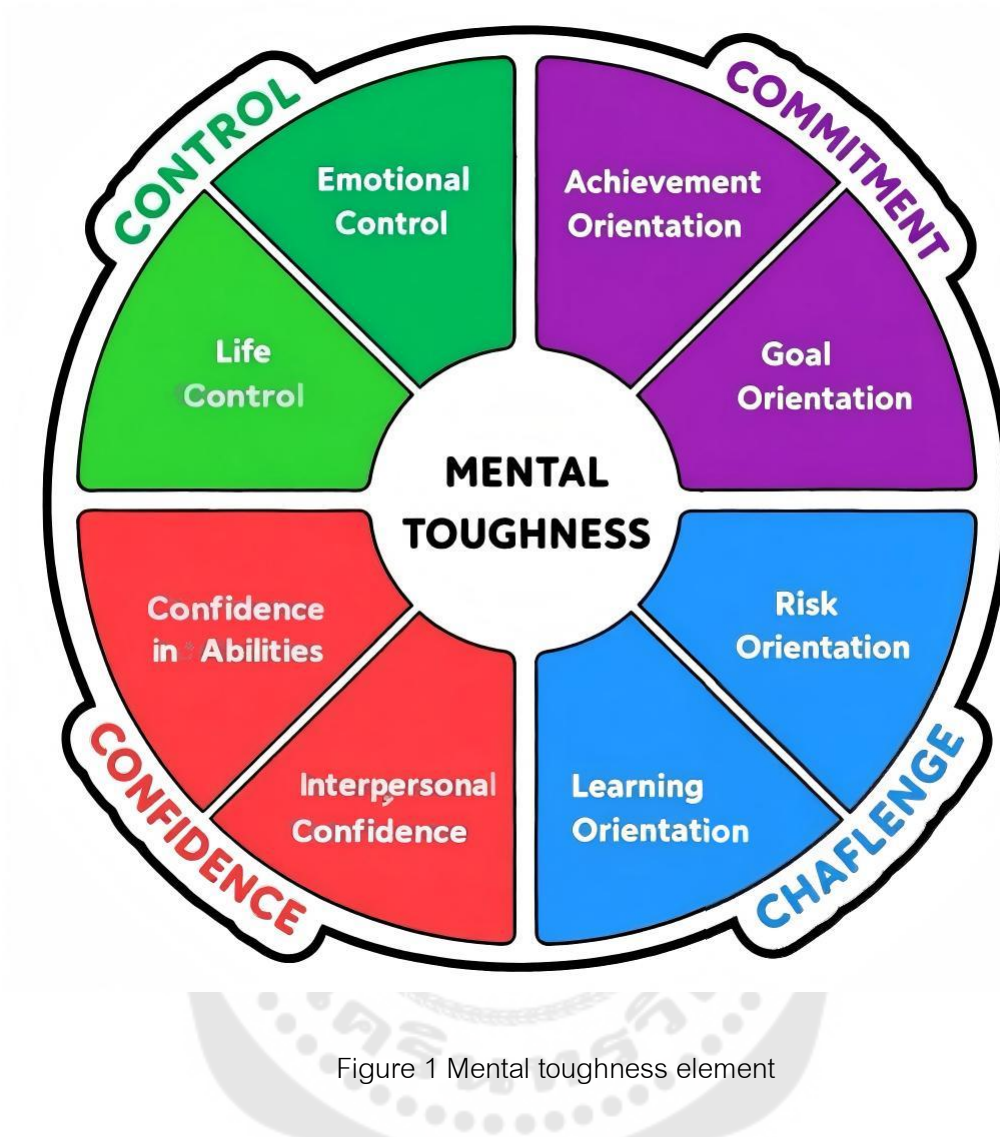 CONTROL
COMMITMENT
Emotional
Control
Achievement
Orientation
Life
Control
Goal
Orientation
MENTAL
TOUGHNESS
Confidence
in Abilities
Risk
Orientation
Interpersonal
Confidence
Learning
Orientation
CONFIDENCE
CHAFLENGE
Figure 1 Mental toughness element